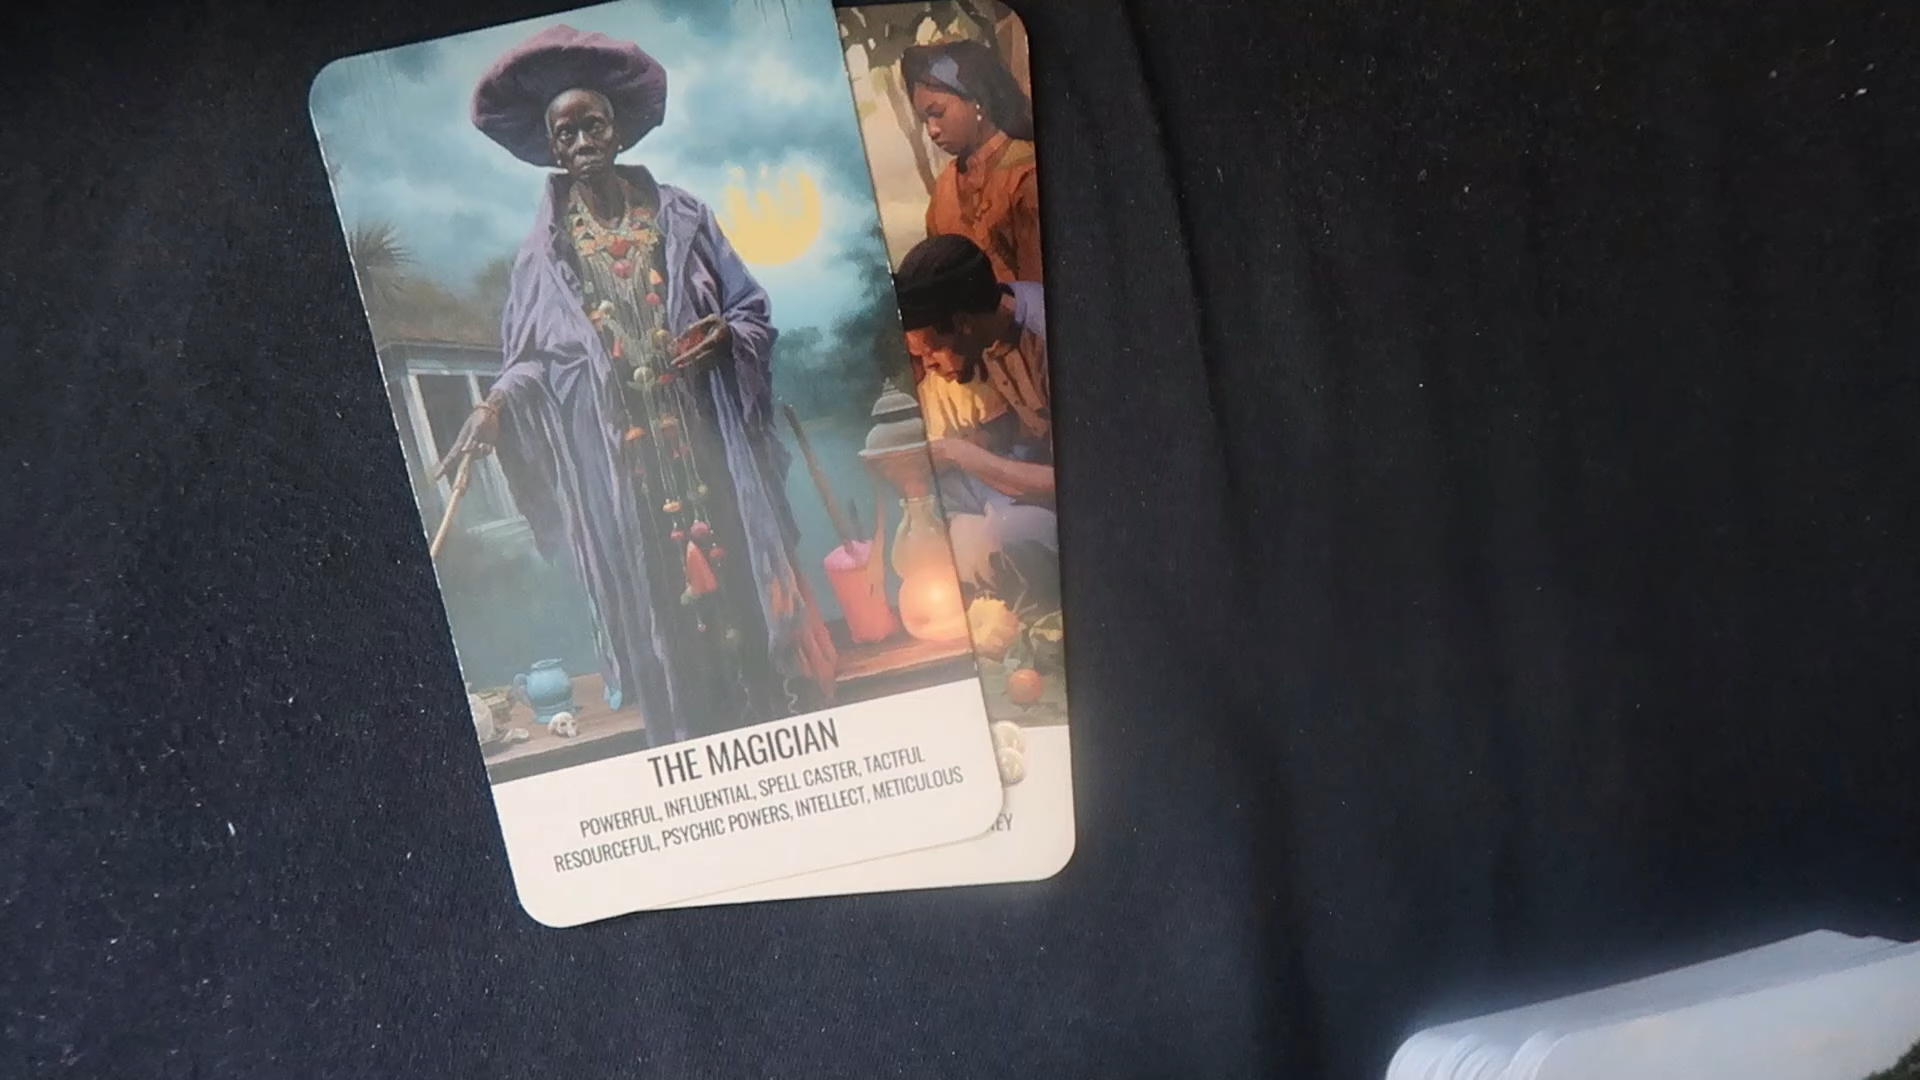 THE MAGICIAN
POWERFUL, INFLUENTIAL, SPELL CASTER, TACTFUL
RESOURCEFUL, PSYCHIC POWERS, INTELLECT, METICULOUS